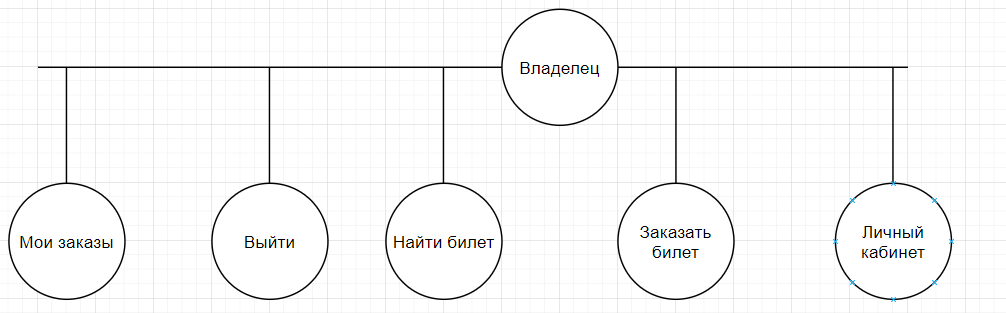 Владелец
Мои заказы
Выйти
Найти билет
Заказать
билет
Личный
кабинет